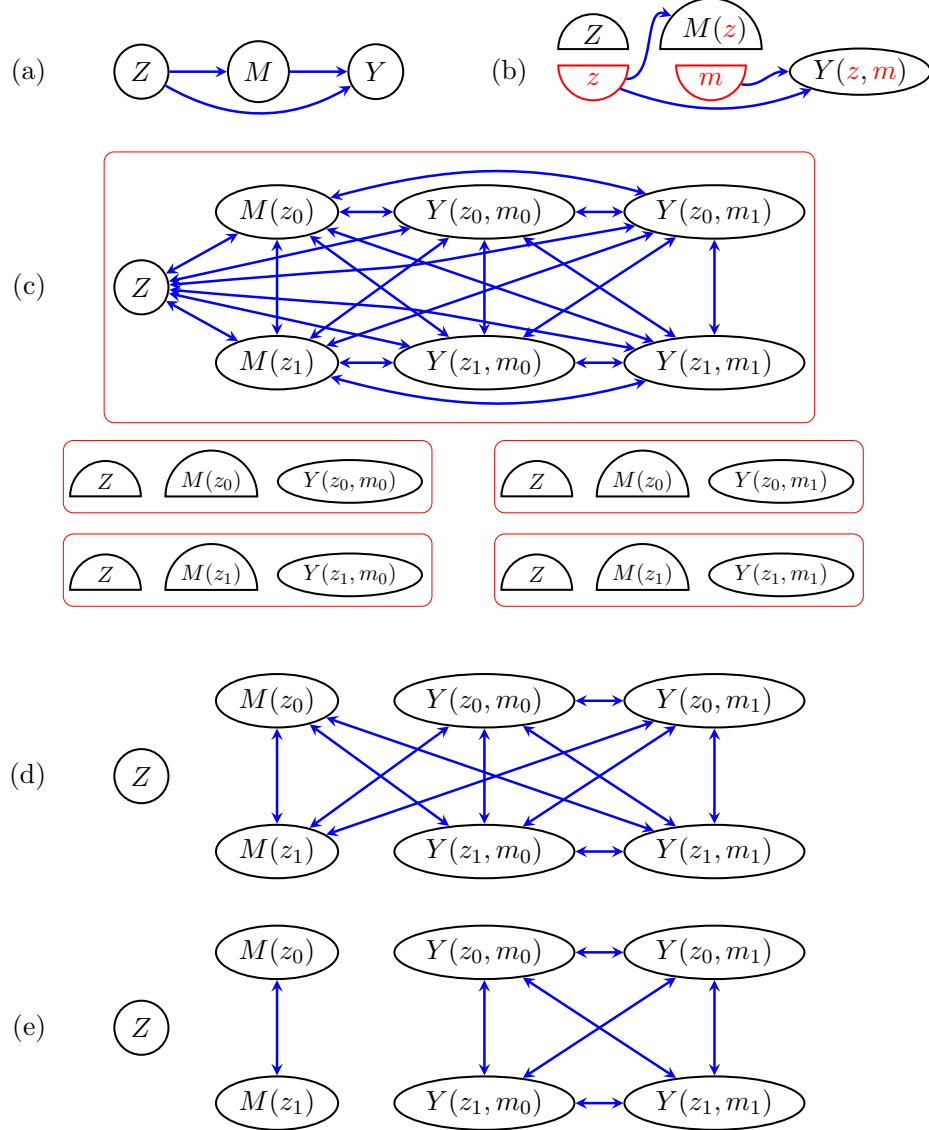 (a) Z M Y
(b) Z M(z) z m Y(z, m)
M(z₀) Y(z₀, m₀) Y(z₀, m₁)
(c) Z
M(z₁) Y(z₁, m₀) Y(z₁, m₁)
Z M(z₀) Y(z₀, m₀)
Z M(z₀) Y(z₀, m₁)
Z M(z₁) Y(z₁, m₀)
Z M(z₁) Y(z₁, m₁)
M(z₀) Y(z₀, m₀) Y(z₀, m₁)
(d) Z
M(z₁) Y(z₁, m₀) Y(z₁, m₁)
M(z₀) Y(z₀, m₀) Y(z₀, m₁)
(e) Z
M(z₁) Y(z₁, m₀) Y(z₁, m₁)